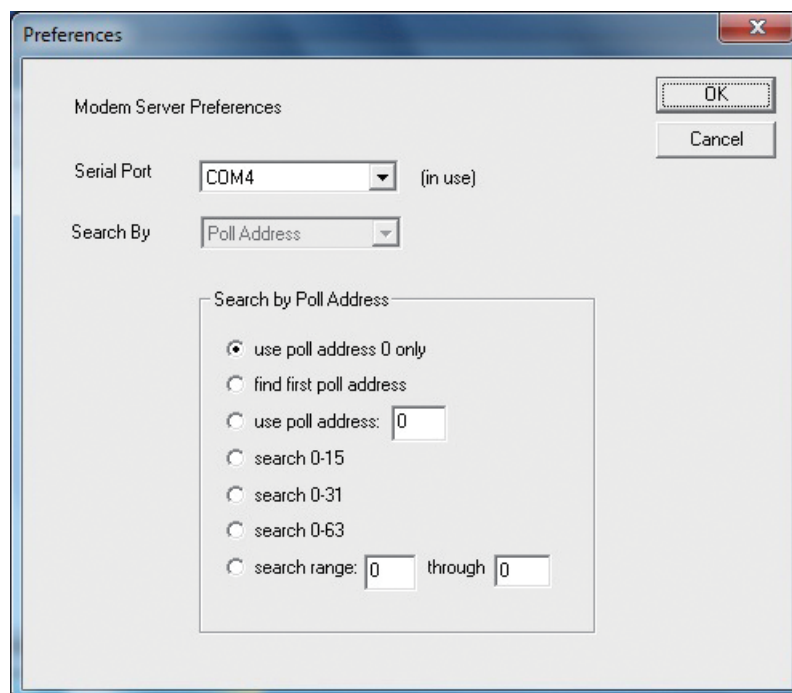 Preferences
X
OK
Modem Server Preferences
Cancel
Serial Port COM4 (in use)
Search By Poll Address
Search by Poll Address
use poll address 0 only
find first poll address
use poll address: 0
search 0-15
search 0-31
search 0-63
search range: 0 through 0